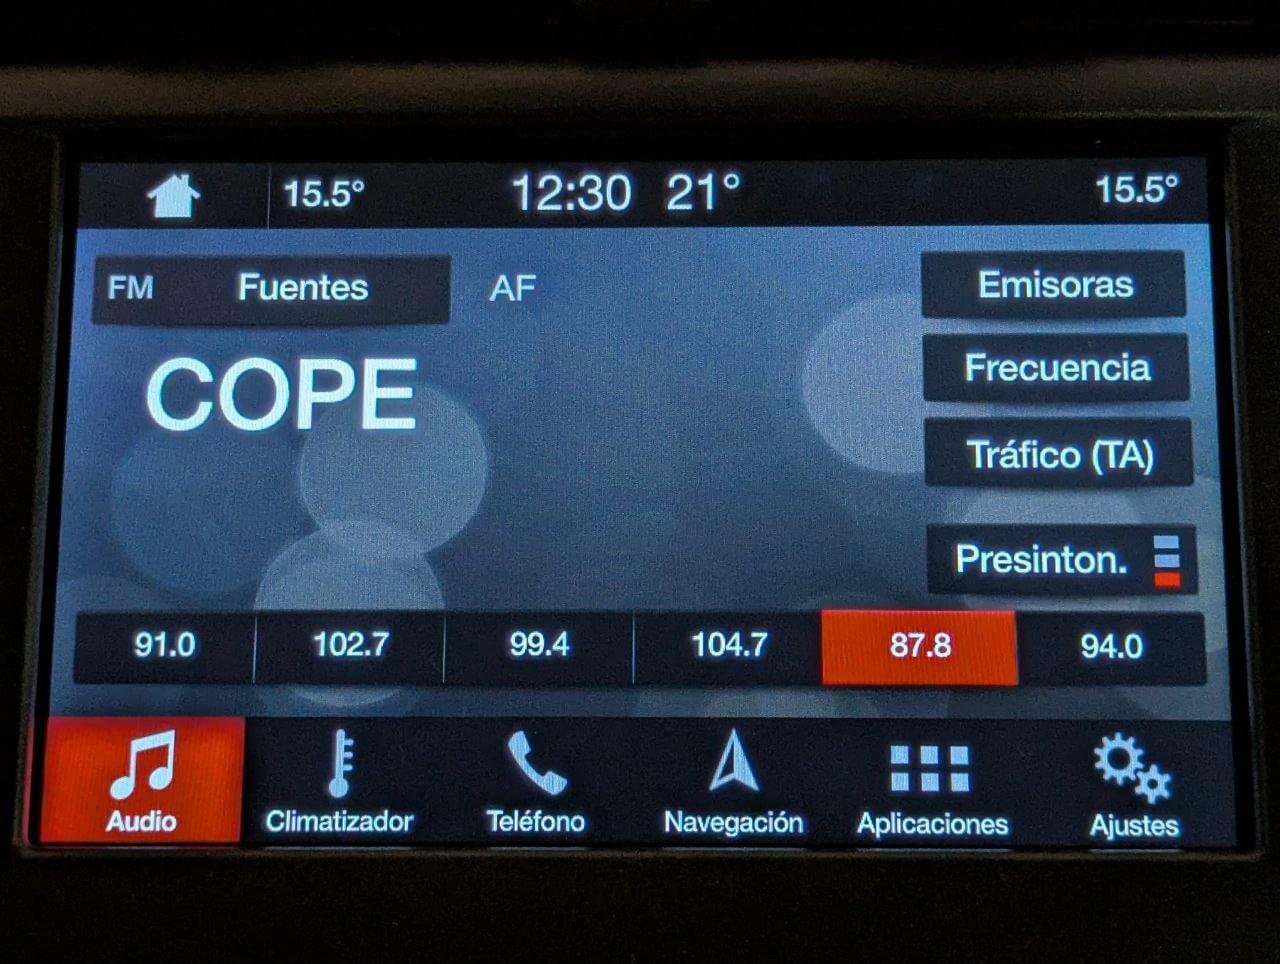 15.5° 12:30 21° 15.5°
FM Fuentes AF Emisoras
COPE
Frecuencia
Tráfico (TA)
Presinton.
91.0 102.7 99.4 104.7 87.8 94.0
Audio Climatizador Teléfono Navegación Aplicaciones Ajustes